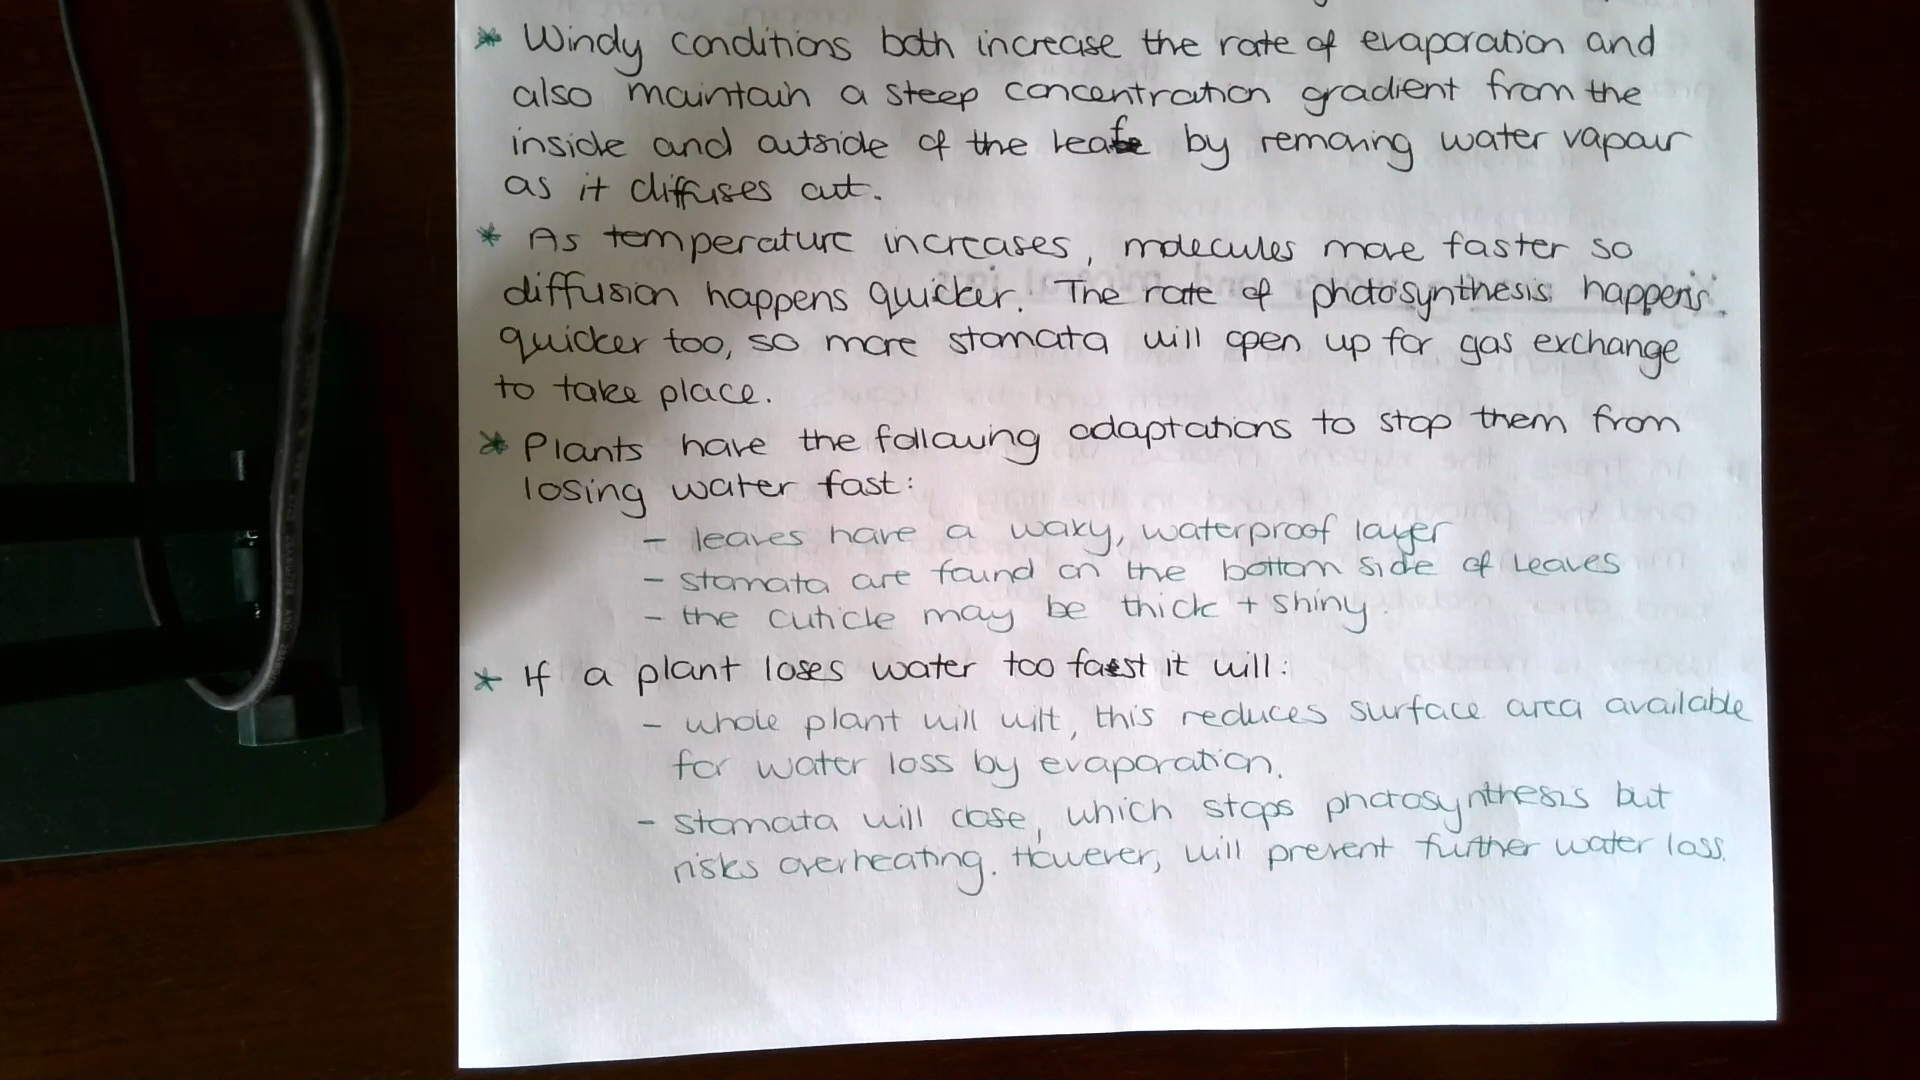 * Windy conditions both increase the rate of evaporation and
also maintain a steep concentration gradient from the
inside and outside of the leaf by removing water vapour
as it diffuses out.
* As temperature increases, molecules move faster so
diffusion happens quicker. The rate of photosynthesis happens
quicker too, so more stomata will open up for gas exchange
to take place.
* Plants have the following adaptations to stop them from
losing water fast:
- leaves have a waxy, waterproof layer
- stomata are found on the bottom side of leaves
- the cuticle may be thick + shiny.
* If a plant loses water too fast it will:
- whole plant will wilt, this reduces surface area available
for water loss by evaporation.
- stomata will close, which stops photosynthesis but
risks overheating. However, will prevent further water loss.